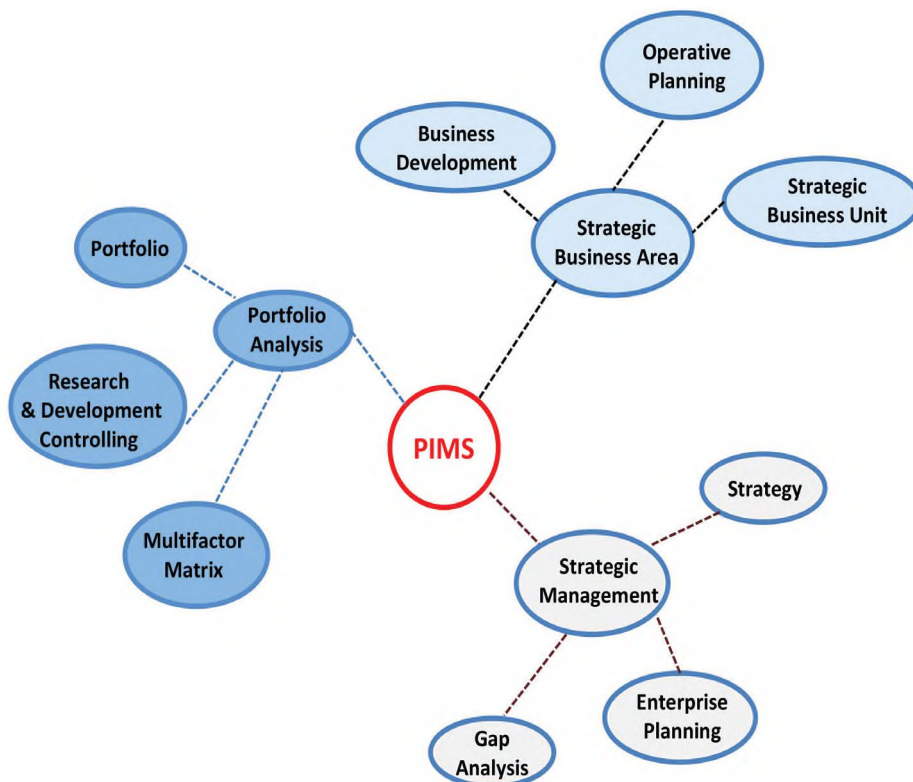 Operative
Planning
Business
Development
Strategic
Business Unit
Strategic
Business Area
Portfolio
Portfolio
Analysis
Research
& Development
Controlling
PIMS
Multifactor
Matrix
Strategy
Strategic
Management
Enterprise
Planning
Gap
Analysis